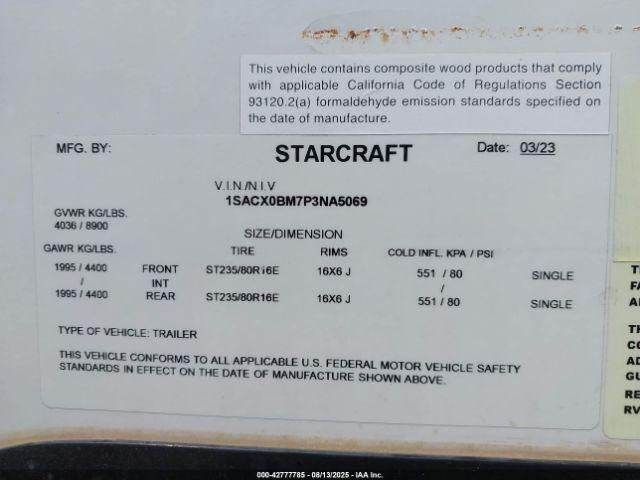 This vehicle contains composite wood products that comply
with applicable California Code of Regulations Section
93120.2(a) formaldehyde emission standards specified on
the date of manufacture.
MFG. BY: STARCRAFT Date: 03/23
V.I.N./N.I.V
1SACX0BM7P3NA5069
GVWR KG/LBS.
4036 / 8900
SIZE/DIMENSION
GAWR KG/LBS. TIRE RIMS COLD INFL. KPA / PSI
1995 / 4400 FRONT ST235/80R16E 16X6 J 551 / 80 SINGLE
/ INT /
1995 / 4400 REAR ST235/80R16E 16X6 J 551 / 80 SINGLE
TYPE OF VEHICLE: TRAILER
THIS VEHICLE CONFORMS TO ALL APPLICABLE U.S. FEDERAL MOTOR VEHICLE SAFETY
STANDARDS IN EFFECT ON THE DATE OF MANUFACTURE SHOWN ABOVE.
RV
000-42777785 - 08/13/2025 - IAA Inc.